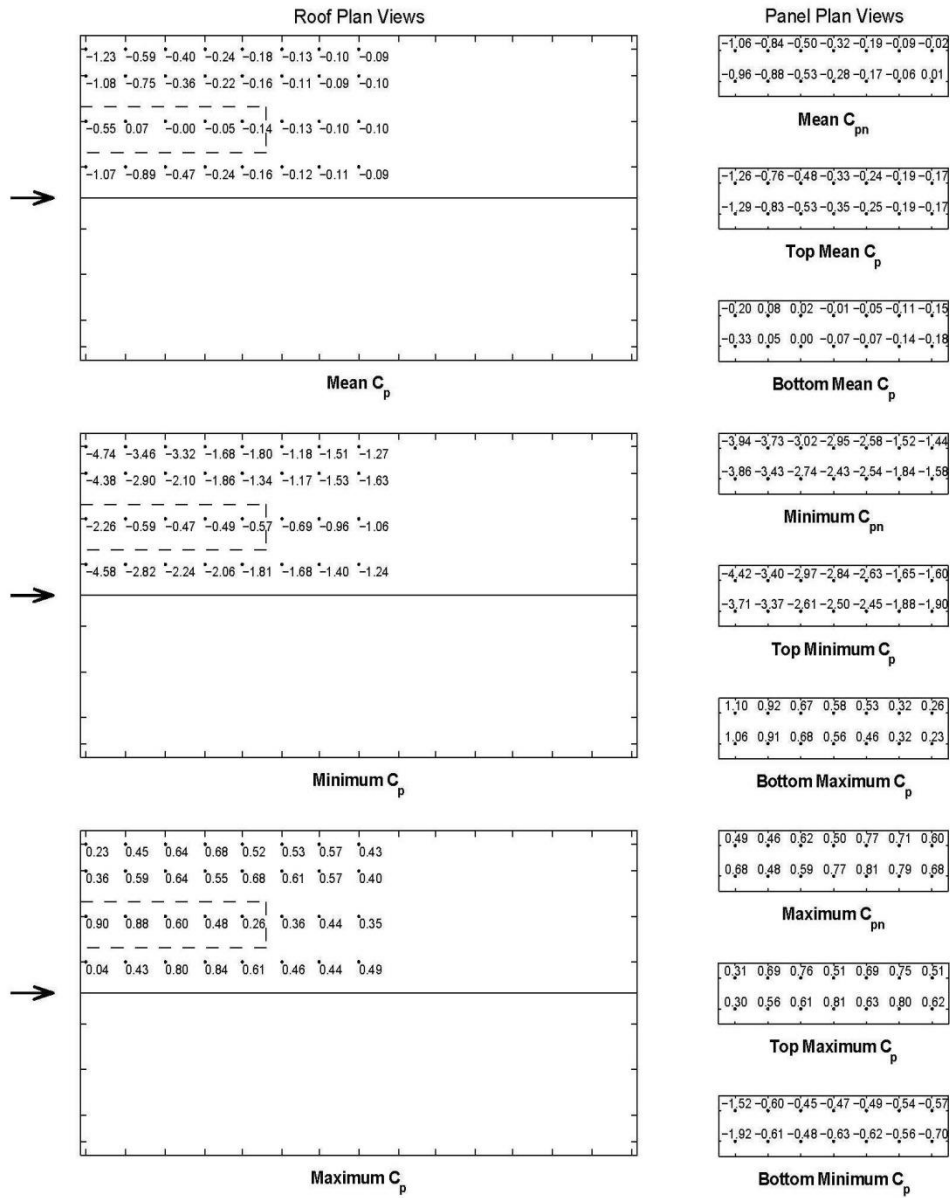 Roof Plan Views
−1.23 −0.59 −0.40 −0.24 −0.18 −0.13 −0.10 −0.09
−1.08 −0.75 −0.36 −0.22 −0.16 −0.11 −0.09 −0.10
−0.55 0.07 −0.00 −0.05 −0.14 −0.13 −0.10 −0.10
−1.07 −0.89 −0.47 −0.24 −0.16 −0.12 −0.11 −0.09
Mean Cp
−4.74 −3.46 −3.32 −1.68 −1.80 −1.18 −1.51 −1.27
−4.38 −2.90 −2.10 −1.86 −1.34 −1.17 −1.53 −1.63
−2.26 −0.59 −0.47 −0.49 −0.57 −0.69 −0.96 −1.06
−4.58 −2.82 −2.24 −2.06 −1.81 −1.68 −1.40 −1.24
Minimum Cp
0.23 0.45 0.64 0.68 0.52 0.53 0.57 0.43
0.36 0.59 0.64 0.55 0.68 0.61 0.57 0.40
0.90 0.88 0.60 0.48 0.26 0.36 0.44 0.35
0.04 0.43 0.80 0.84 0.61 0.46 0.44 0.49
Maximum Cp
Panel Plan Views
−1.06 −0.84 −0.50 −0.32 −0.19 −0.09 −0.02
−0.96 −0.88 −0.53 −0.28 −0.17 −0.06 0.01
Mean Cpn
−1.26 −0.76 −0.48 −0.33 −0.24 −0.19 −0.17
−1.29 −0.83 −0.53 −0.35 −0.25 −0.19 −0.17
Top Mean Cp
−0.20 0.08 0.02 −0.01 −0.05 −0.11 −0.15
−0.33 0.05 0.00 −0.07 −0.07 −0.14 −0.18
Bottom Mean Cp
−3.94 −3.73 −3.02 −2.95 −2.58 −1.52 −1.44
−3.86 −3.43 −2.74 −2.43 −2.54 −1.84 −1.58
Minimum Cpn
−4.42 −3.40 −2.97 −2.84 −2.63 −1.65 −1.60
−3.71 −3.37 −2.61 −2.50 −2.45 −1.88 −1.90
Top Minimum Cp
1.10 0.92 0.67 0.58 0.53 0.32 0.26
1.06 0.91 0.68 0.56 0.46 0.32 0.23
Bottom Maximum Cp
0.49 0.46 0.62 0.50 0.77 0.71 0.60
0.68 0.48 0.59 0.77 0.81 0.79 0.68
Maximum Cpn
0.31 0.69 0.76 0.51 0.69 0.75 0.51
0.30 0.56 0.61 0.81 0.63 0.80 0.62
Top Maximum Cp
−1.52 −0.60 −0.45 −0.47 −0.49 −0.54 −0.57
−1.92 −0.61 −0.48 −0.63 −0.62 −0.56 −0.70
Bottom Minimum Cp